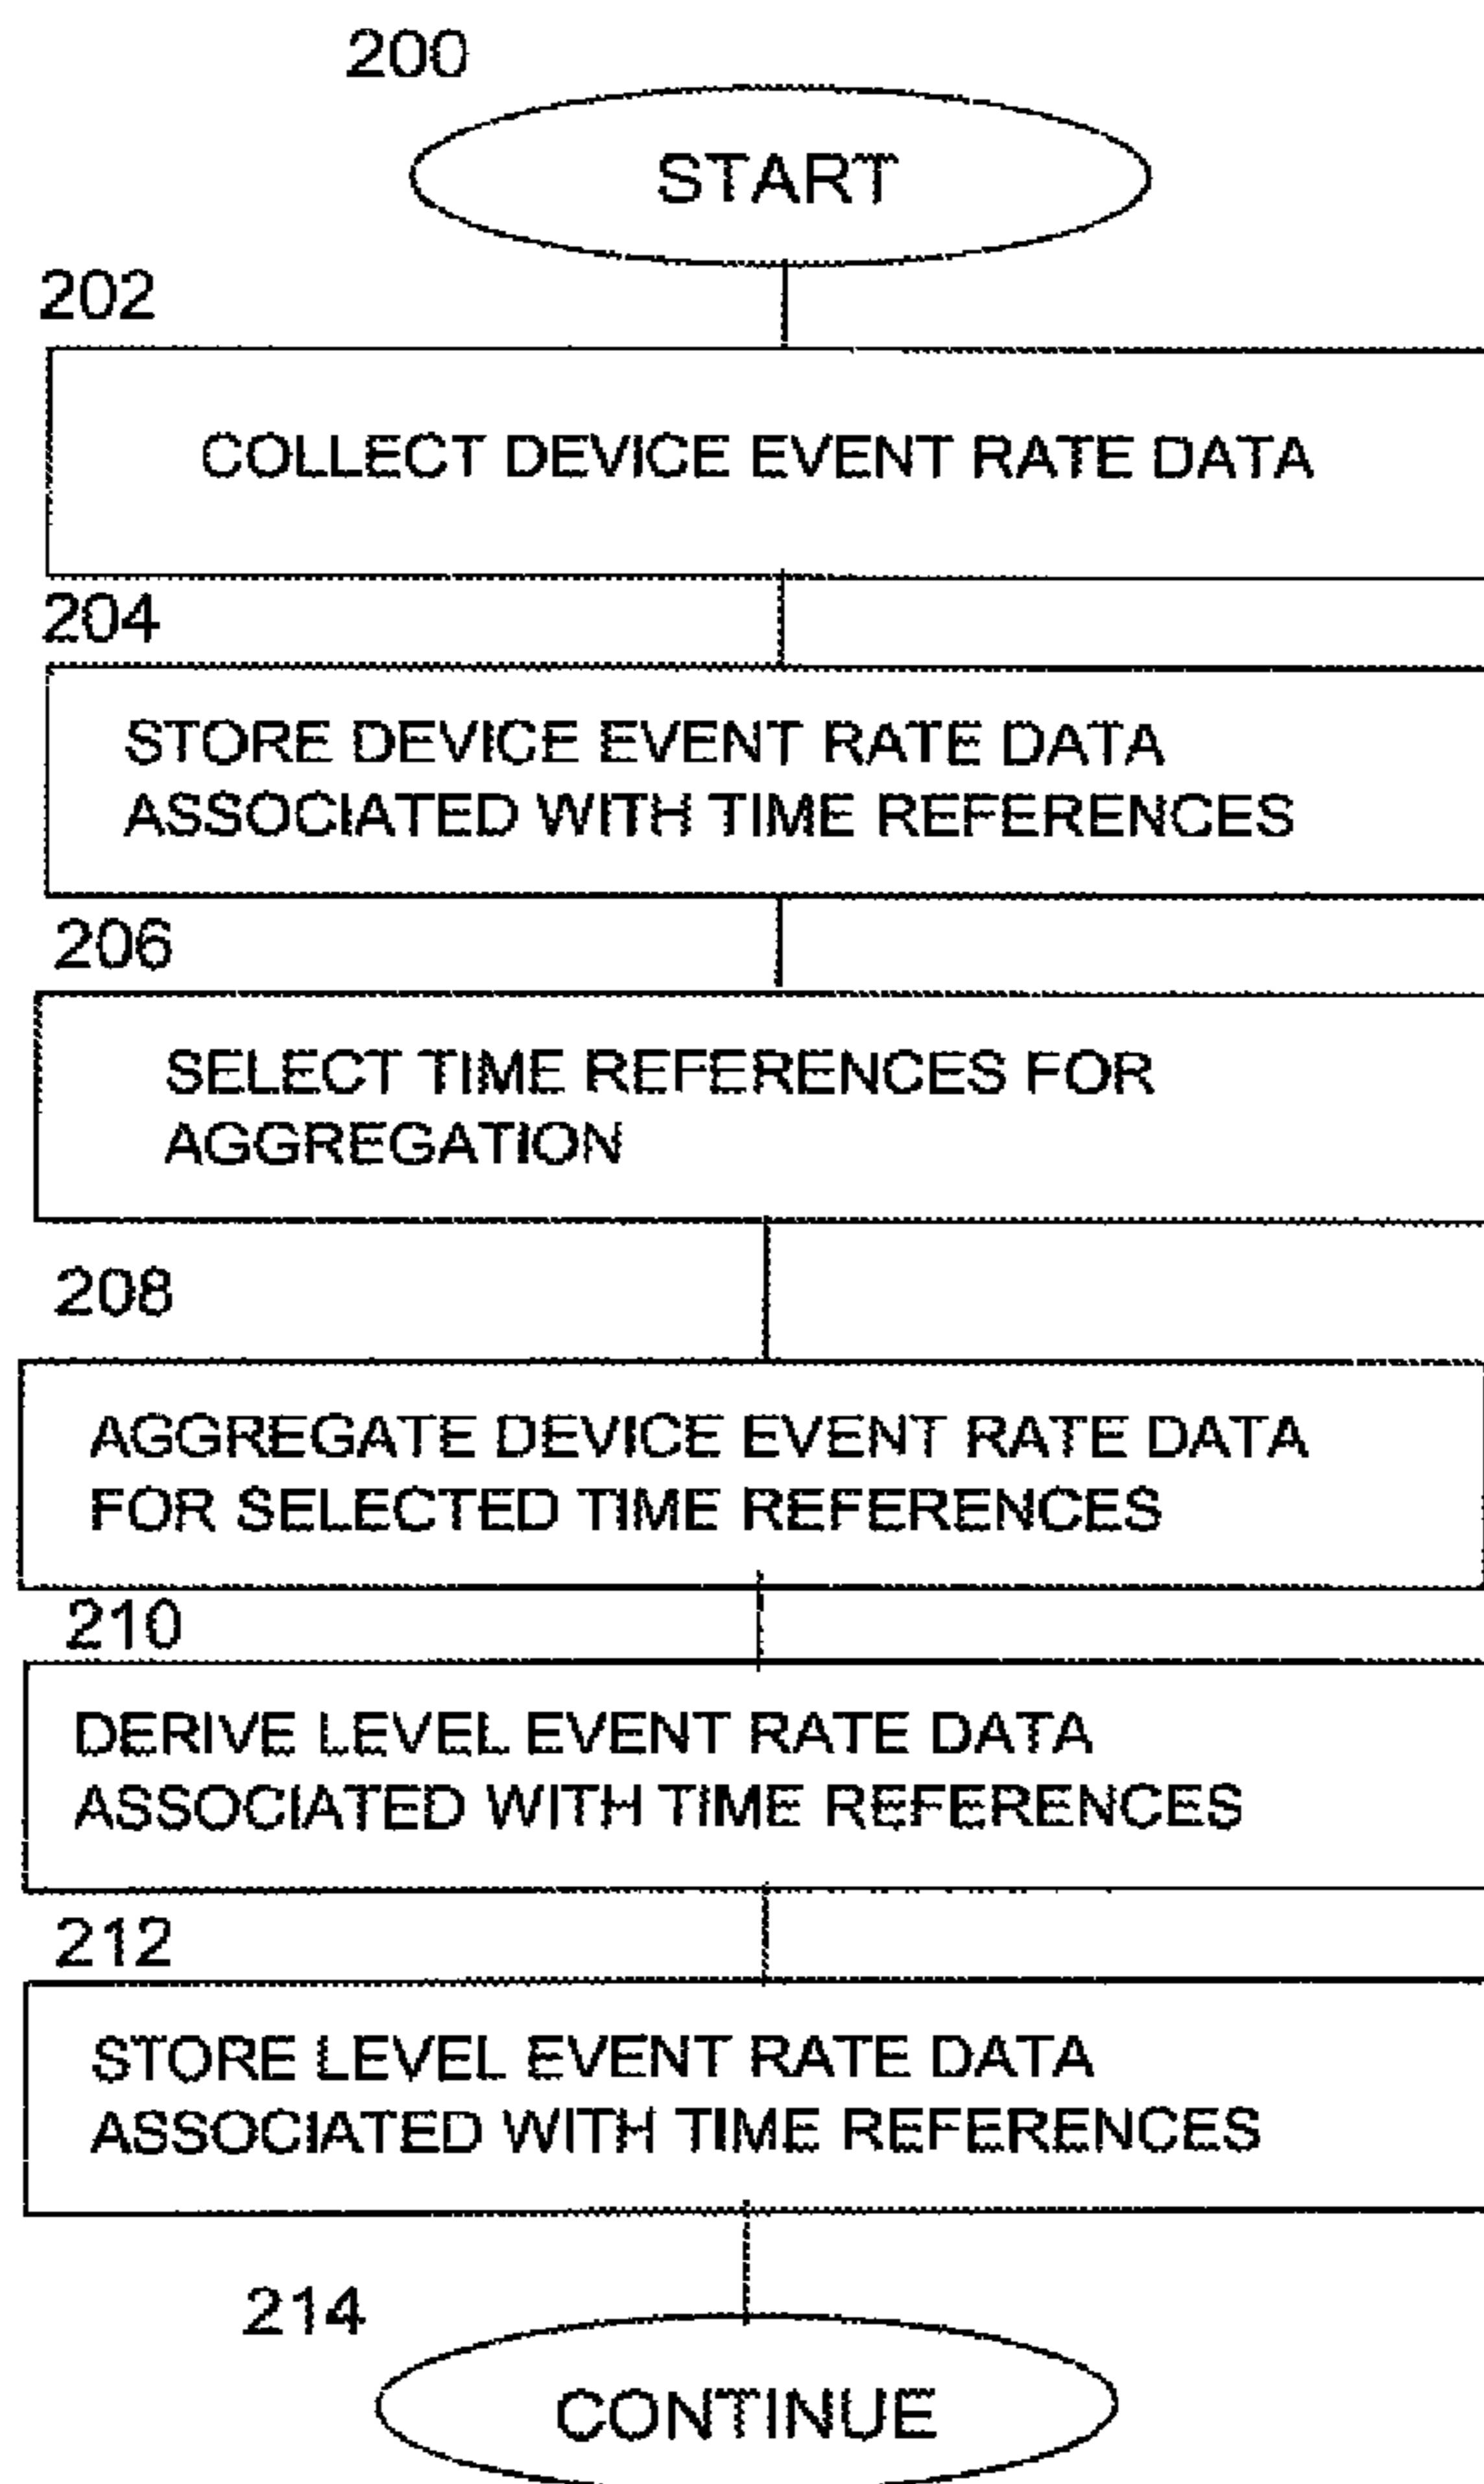 200
START
202
COLLECT DEVICE EVENT RATE DATA
204
STORE DEVICE EVENT RATE DATA
ASSOCIATED WITH TIME REFERENCES
206
SELECT TIME REFERENCES FOR
AGGREGATION
208
AGGREGATE DEVICE EVENT RATE DATA
FOR SELECTED TIME REFERENCES
210
DERIVE LEVEL EVENT RATE DATA
ASSOCIATED WITH TIME REFERENCES
212
STORE LEVEL EVENT RATE DATA
ASSOCIATED WITH TIME REFERENCES
214
CONTINUE